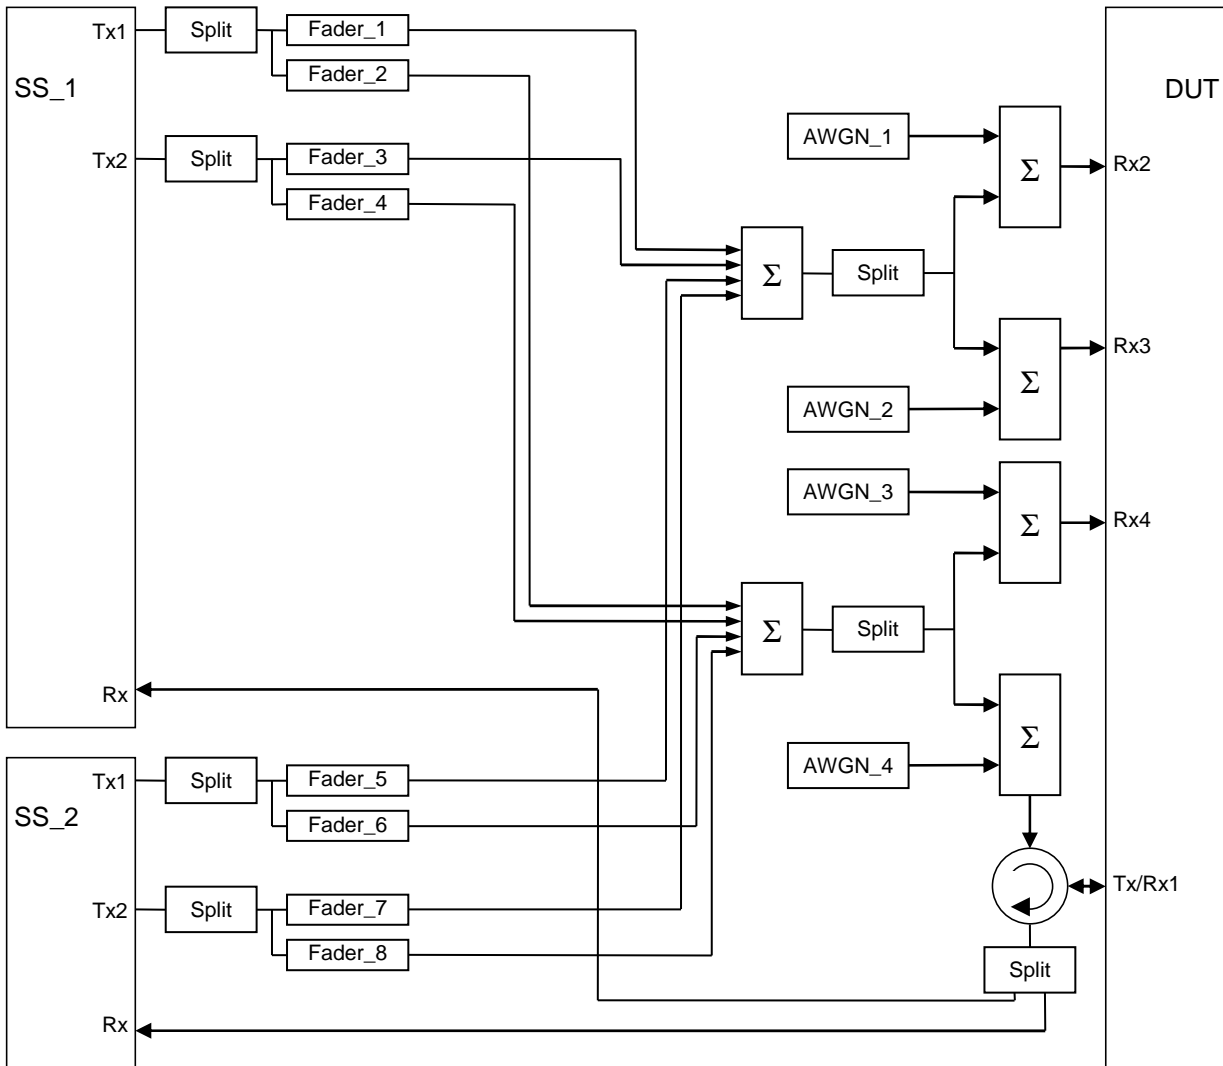 Tx1
Split
Fader_1
Fader_2
SS_1
DUT
AWGN_1
Tx2
Split
Fader_3
Σ
Rx2
Fader_4
Σ
Split
Rx3
Σ
AWGN_2
AWGN_3
Σ
Rx4
Σ
Split
Rx
Σ
AWGN_4
Tx1
Split
Fader_5
SS_2
Fader_6
Tx/Rx1
Tx2
Split
Fader_7
Fader_8
Split
Rx